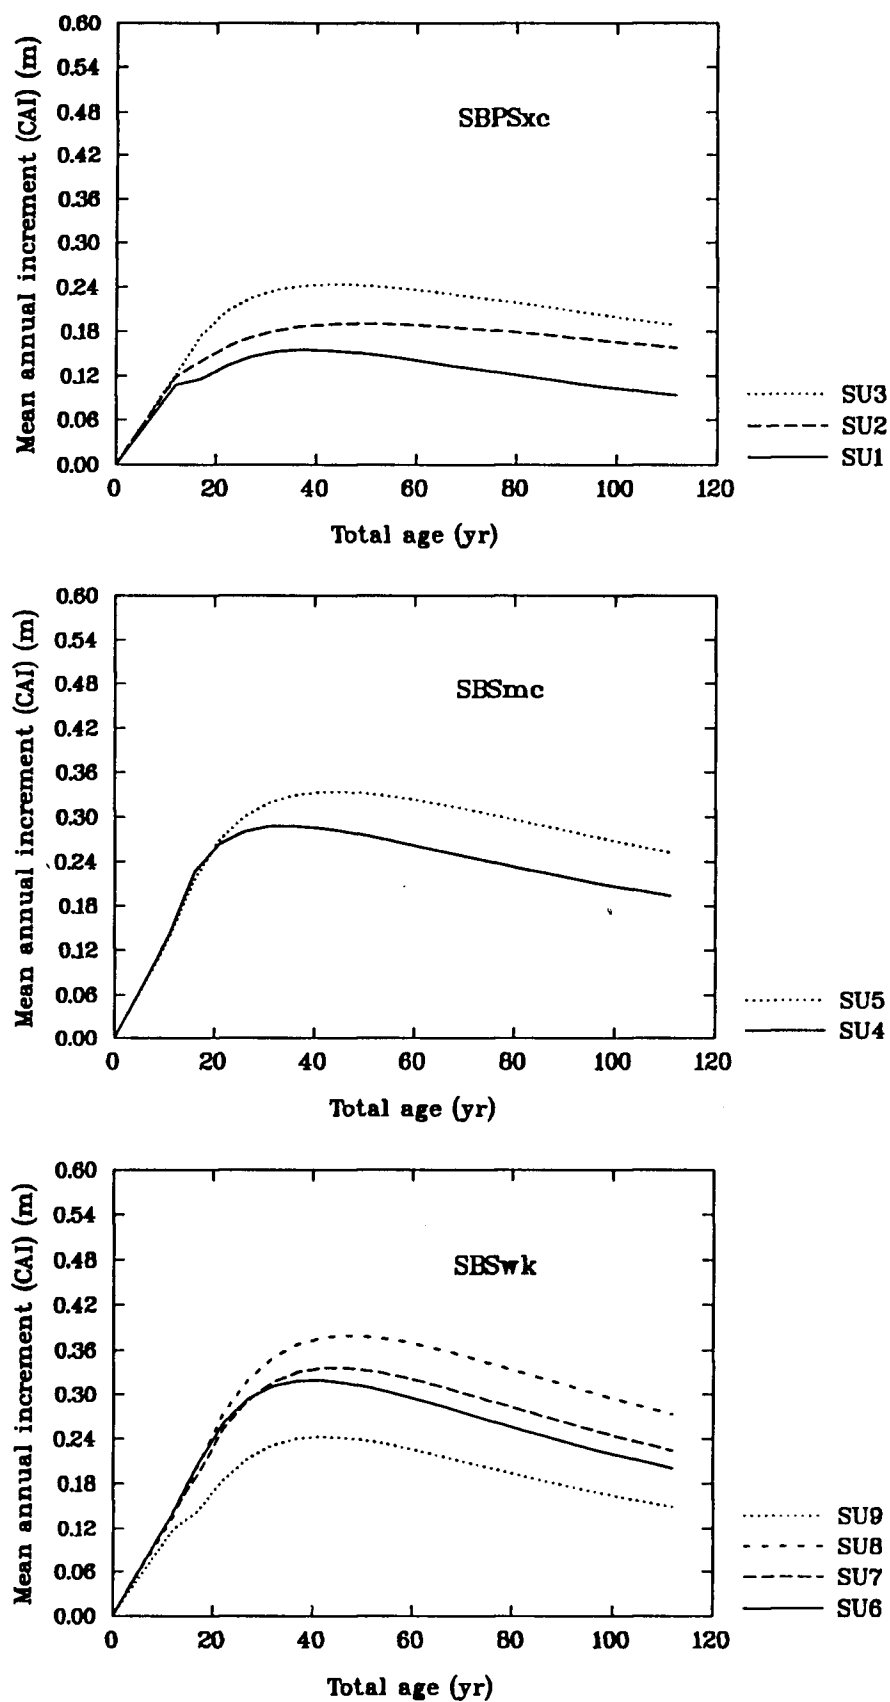 0.60
0.54
0.48
0.42
0.36
0.30
0.24
0.18
0.12
0.06
0.00
Mean annual increment (CAI) (m)
SBPSxc
0 20 40 60 80 100 120
Total age (yr)
SU3
SU2
SU1
0.60
0.54
0.48
0.42
0.36
0.30
0.24
0.18
0.12
0.06
0.00
Mean annual increment (CAI) (m)
SBSmc
0 20 40 60 80 100 120
Total age (yr)
SU5
SU4
0.60
0.54
0.48
0.42
0.36
0.30
0.24
0.18
0.12
0.06
0.00
Mean annual increment (CAI) (m)
SBSwk
0 20 40 60 80 100 120
Total age (yr)
SU9
SU8
SU7
SU6